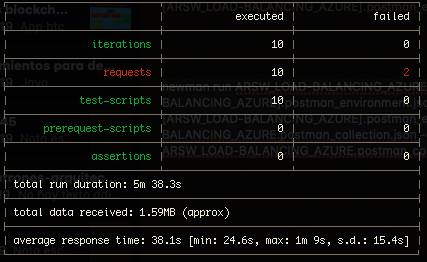 executed failed
iterations 10 0
requests 10 2
test-scripts 10 0
prerequest-scripts 0 0
assertions 0 0
total run duration: 5m 38.3s
total data received: 1.59MB (approx)
average response time: 38.1s [min: 24.6s, max: 1m 9s, s.d.: 15.4s]